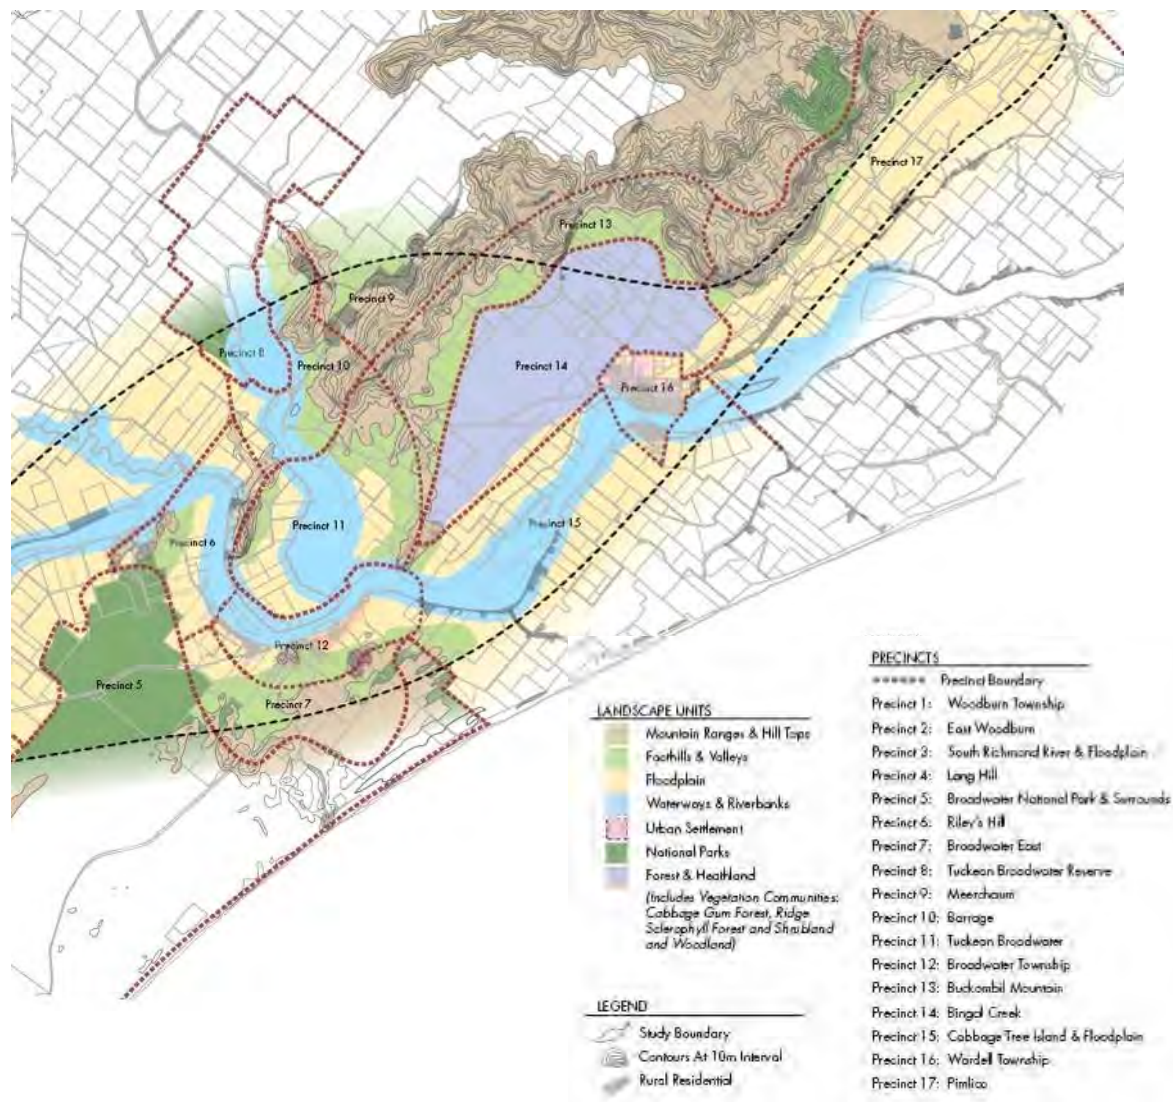 Precinct 17
Precinct 13
Precinct 9
Precinct 8
Precinct 10
Precinct 14
Precinct 16
Precinct 11
Precinct 15
Precinct 6
Precinct 12
Precinct 5
Precinct 7
LANDSCAPE UNITS
Mountain Ranges & Hill Tops
Foothills & Valleys
Floodplain
Waterways & Riverbanks
Urban Settlement
National Parks
Forest & Heathland
(Includes Vegetation Communities:
Cabbage Gum Forest, Ridge
Sclerophyll Forest and Shrubland
and Woodland)
LEGEND
Study Boundary
Contours At 10m Interval
Rural Residential
PRECINCTS
Precinct Boundary
Precinct 1: Woodburn Township
Precinct 2: East Woodburn
Precinct 3: South Richmond River & Floodplain
Precinct 4: Lang Hill
Precinct 5: Broadwater National Park & Surrounds
Precinct 6: Riley's Hill
Precinct 7: Broadwater East
Precinct 8: Tuckean Broadwater Reserve
Precinct 9: Meerchaum
Precinct 10: Barrage
Precinct 11: Tuckean Broadwater
Precinct 12: Broadwater Township
Precinct 13: Buckombil Mountain
Precinct 14: Bingal Creek
Precinct 15: Cabbage Tree Island & Floodplain
Precinct 16: Wardell Township
Precinct 17: Pimlico